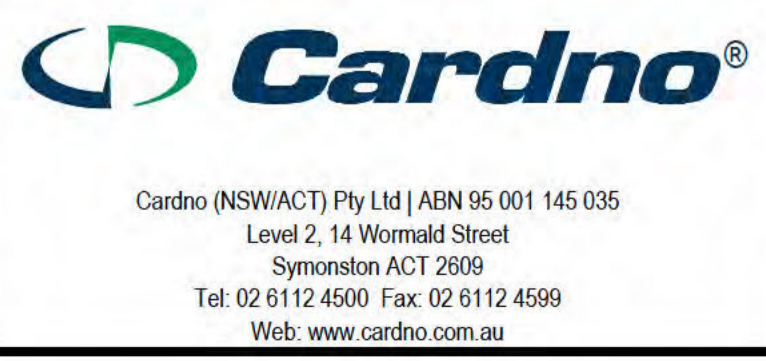 Cardno®
Cardno (NSW/ACT) Pty Ltd | ABN 95 001 145 035
Level 2, 14 Wormald Street
Symonston ACT 2609
Tel: 02 6112 4500 Fax: 02 6112 4599
Web: www.cardno.com.au